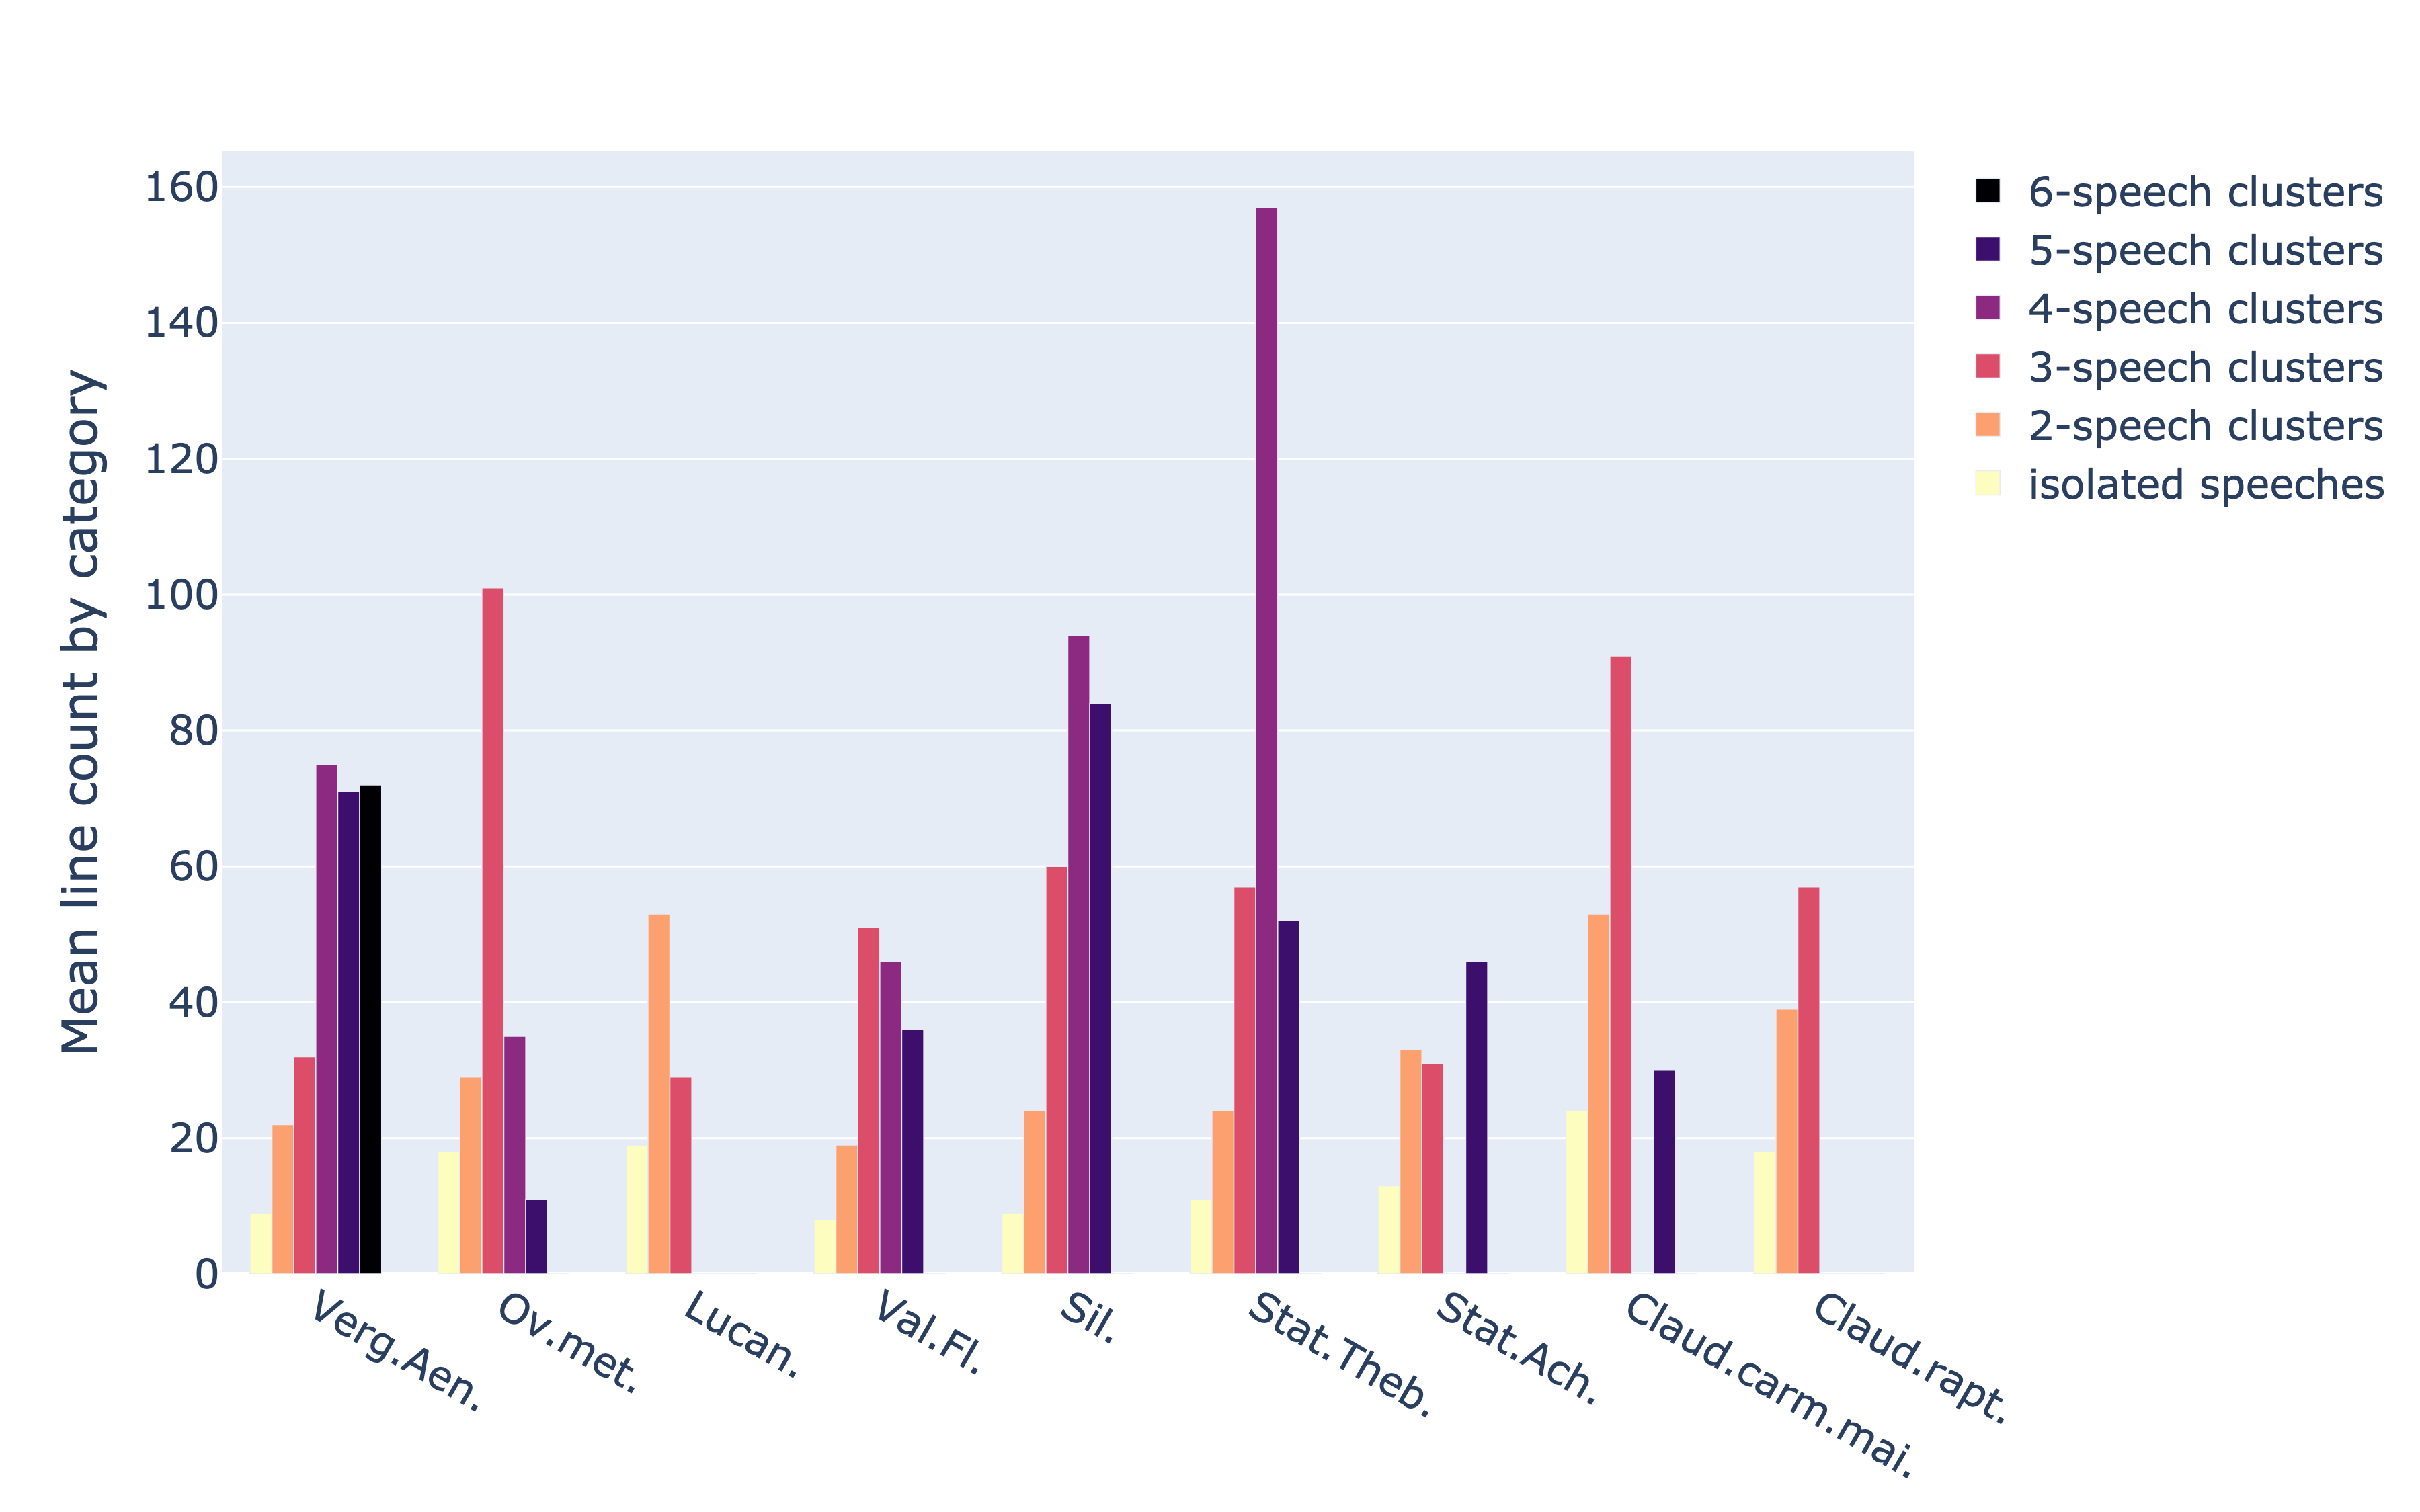 Mean line count by category
160
140
120
100
80
60
40
20
0
Verg.Aen.
Ov.met.
Lucan.
Val.Fl.
Sil.
Stat.Theb.
Stat.Ach.
Claud.carm.mai.
Claud.rapt.
6-speech clusters
5-speech clusters
4-speech clusters
3-speech clusters
2-speech clusters
isolated speeches